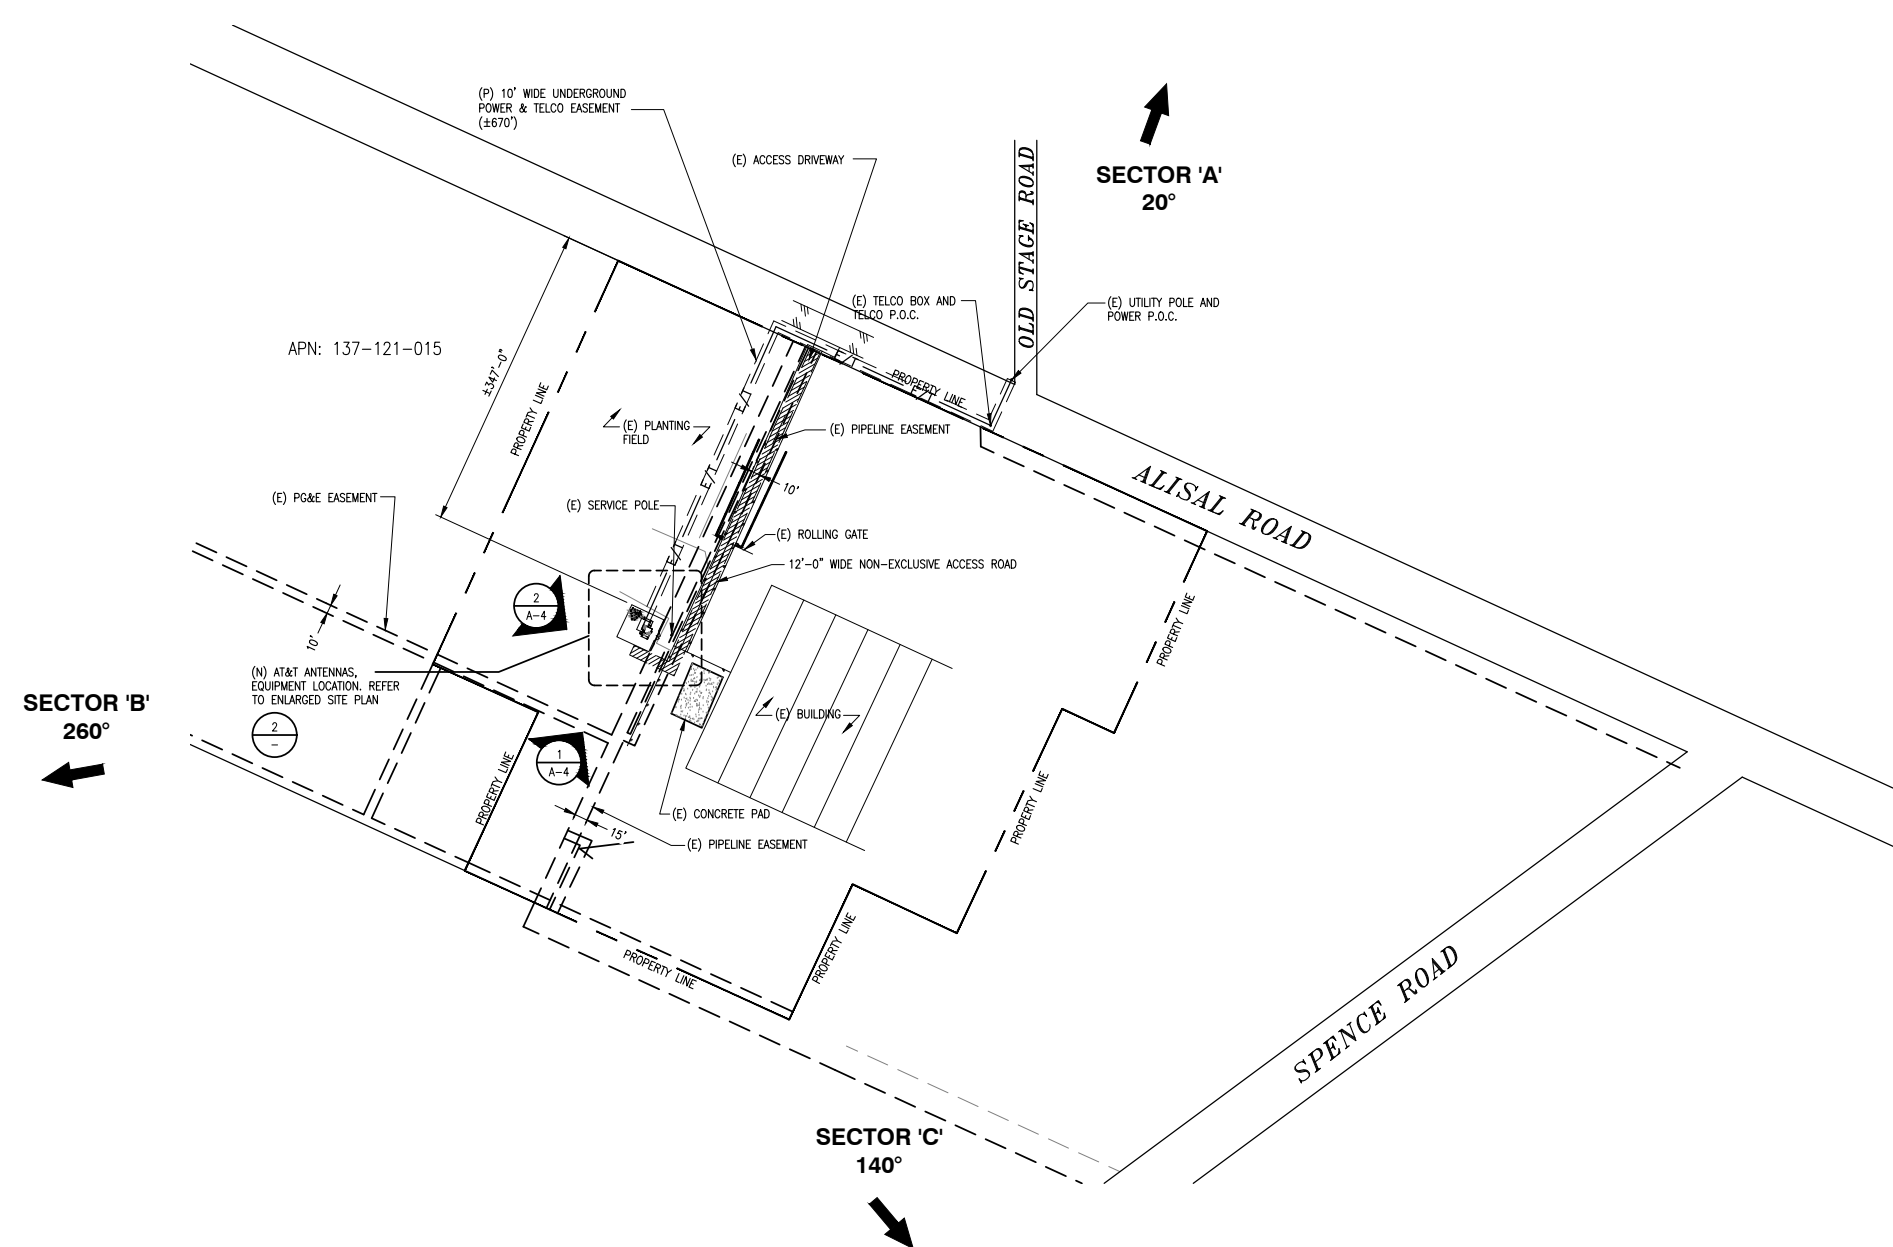 (P) 10' WIDE UNDERGROUND
POWER & TELCO EASEMENT
(±670')
(E) ACCESS DRIVEWAY
OLD STAGE ROAD
SECTOR 'A'
20°
(E) TELCO BOX AND
TELCO P.O.C.
(E) UTILITY POLE AND
POWER P.O.C.
APN: 137-121-015
±347'-0"
PROPERTY LINE
E/T
PROPERTY LINE
E/T
E/T
(E) PLANTING
FIELD
(E) PIPELINE EASEMENT
E/T
10'
ALISAL ROAD
(E) PG&E EASEMENT
(E) SERVICE POLE
(E) ROLLING GATE
E/T
12'-0" WIDE NON-EXCLUSIVE ACCESS ROAD
2
A-4
10'
PROPERTY LINE
(N) AT&T ANTENNAS,
EQUIPMENT LOCATION. REFER
TO ENLARGED SITE PLAN
2
-
SECTOR 'B'
260°
(E) BUILDING
1
A-4
PROPERTY LINE
PROPERTY LINE
(E) CONCRETE PAD
15'
(E) PIPELINE EASEMENT
PROPERTY LINE
PROPERTY LINE
SPENCE ROAD
SECTOR 'C'
140°